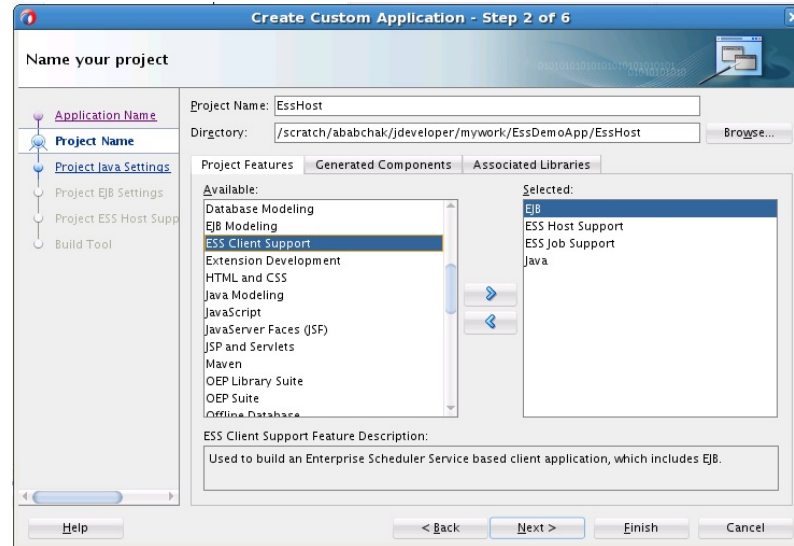 Create Custom Application - Step 2 of 6
Name your project
Application Name
Project Name
Project Java Settings
Project EJB Settings
Project ESS Host Supp
Build Tool
Project Name: EssHost
Directory: /scratch/ababchak/jdeveloper/mywork/EssDemoApp/EssHost Browse...
Project Features Generated Components Associated Libraries
Available:
Database Modeling
EJB Modeling
ESS Client Support
Extension Development
HTML and CSS
Java Modeling
JavaScript
JavaServer Faces (JSF)
JSP and Servlets
Maven
OEP Library Suite
OEP Suite
Offline Database
Selected:
EJB
ESS Host Support
ESS Job Support
Java
ESS Client Support Feature Description:
Used to build an Enterprise Scheduler Service based client application, which includes EJB.
Help < Back Next > Finish Cancel